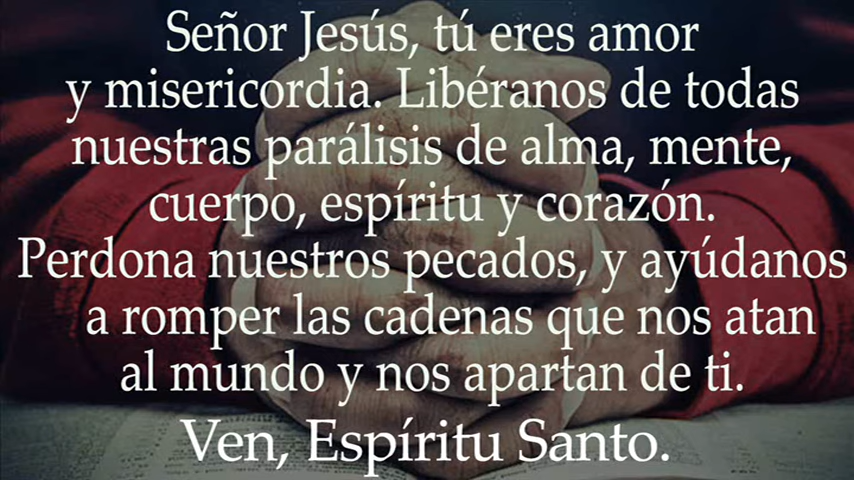 Señor Jesús, tú eres amor
y misericordia. Libéranos de todas
nuestras parálisis de alma, mente,
cuerpo, espíritu y corazón.
Perdona nuestros pecados, y ayúdanos
a romper las cadenas que nos atan
al mundo y nos apartan de ti.
Ven, Espíritu Santo.